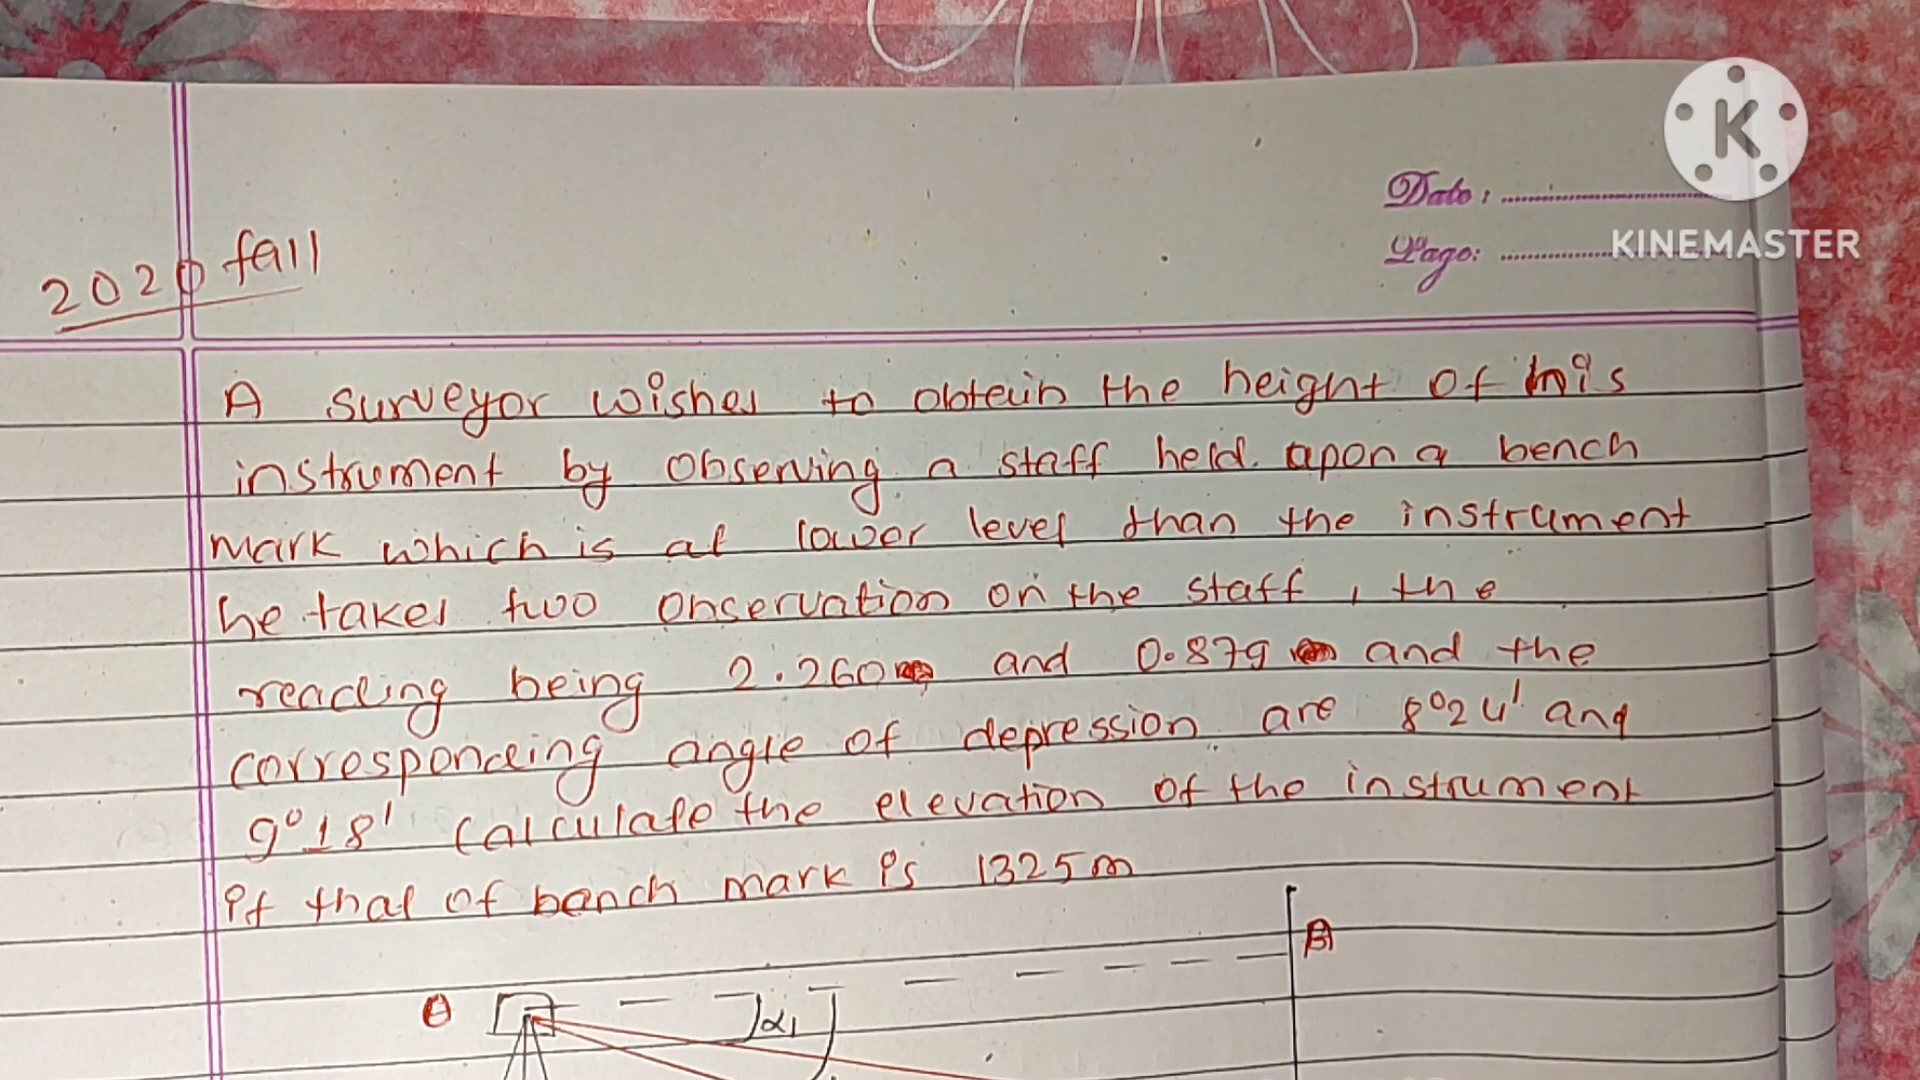 Date:
KINEMASTER
Page:
2020 fall
A surveyor wishes to obtein the height of his
instrument by observing a staff held upon a bench
mark which is at lower level than the instrument
he takes two observation on the staff, the
reading being 2.260 and 0.879 and the
corresponding angle of depression are 8°24' and
9°18' Calculate the elevation of the instrument
if that of bench mark is 1325m
A
O
α1